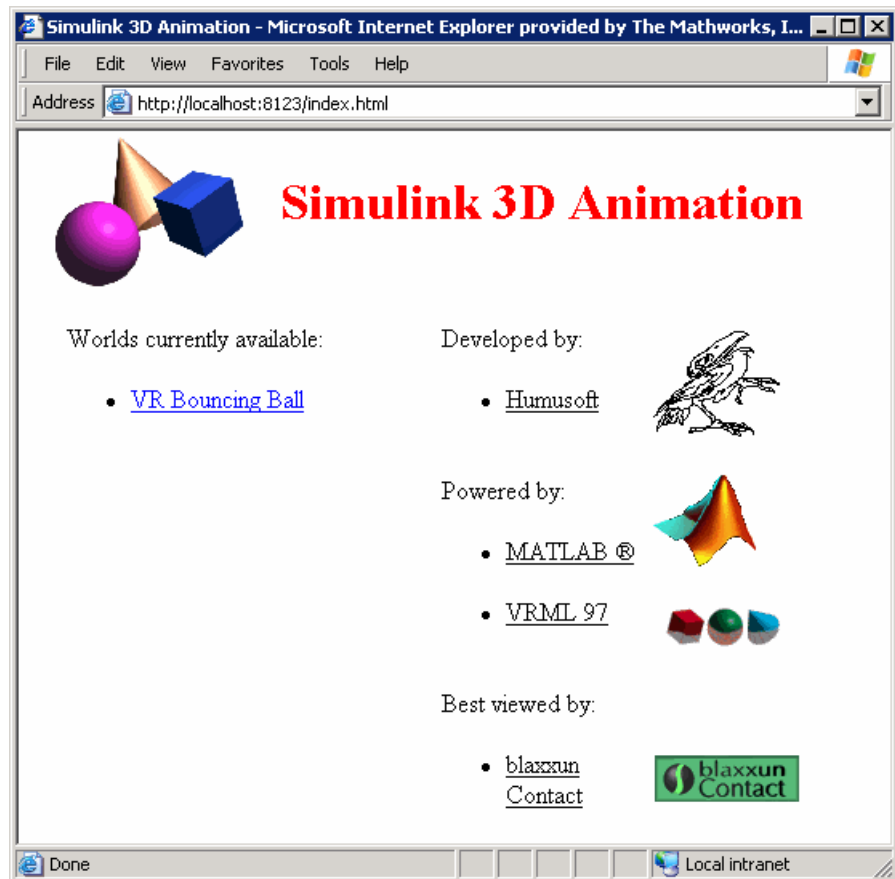 Simulink 3D Animation - Microsoft Internet Explorer provided by The Mathworks, I...
File Edit View Favorites Tools Help
Address http://localhost:8123/index.html
Simulink 3D Animation
Worlds currently available:
• VR Bouncing Ball
Developed by:
• Humusoft
Powered by:
• MATLAB ®
• VRML 97
Best viewed by:
• blaxxun
Contact
blaxxun
Contact
Done
Local intranet